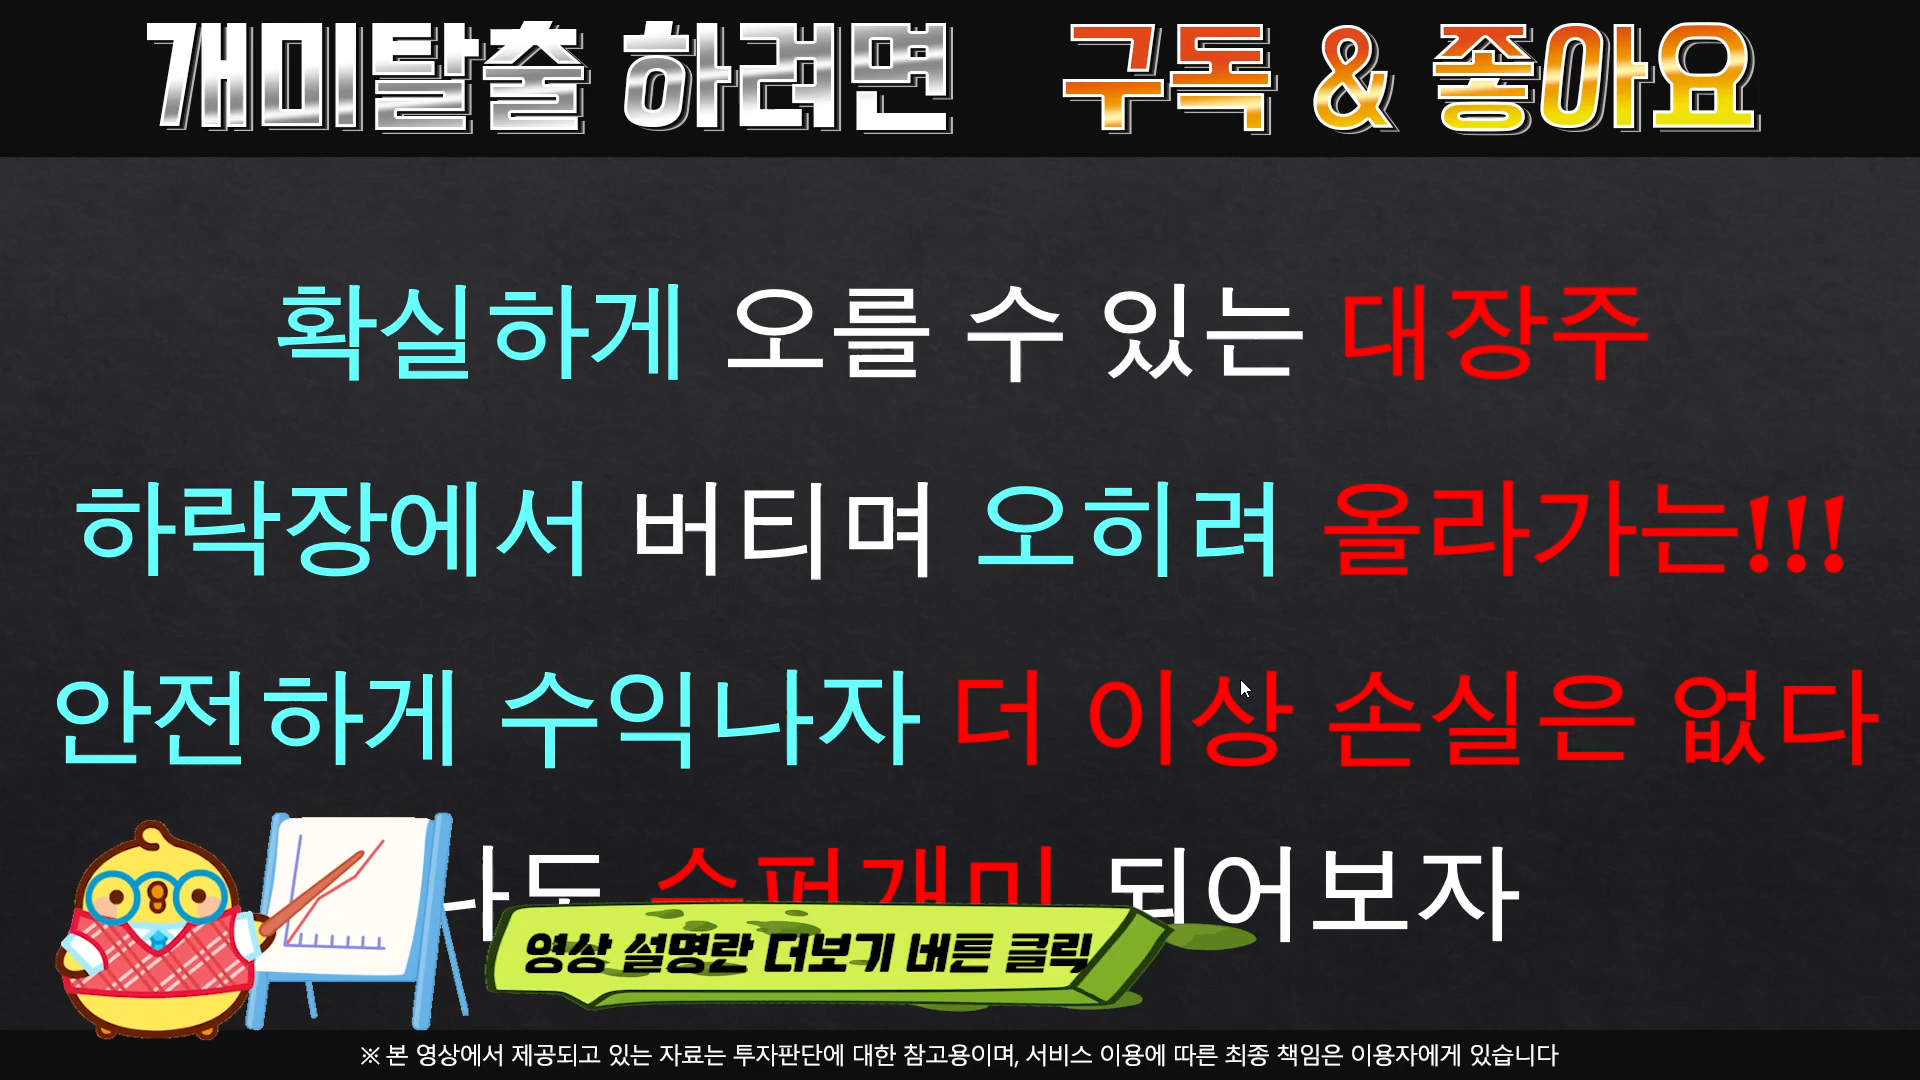 개미탈출 하려면 구독 & 좋아요
확실하게 오를 수 있는 대장주
하락장에서 버티며 오히려 올라가는!!!
안전하게 수익나자 더 이상 손실은 없다
나도 슈퍼개미 되어보자
영상 설명란 더보기 버튼 클릭
※ 본 영상에서 제공되고 있는 자료는 투자판단에 대한 참고용이며, 서비스 이용에 따른 최종 책임은 이용자에게 있습니다